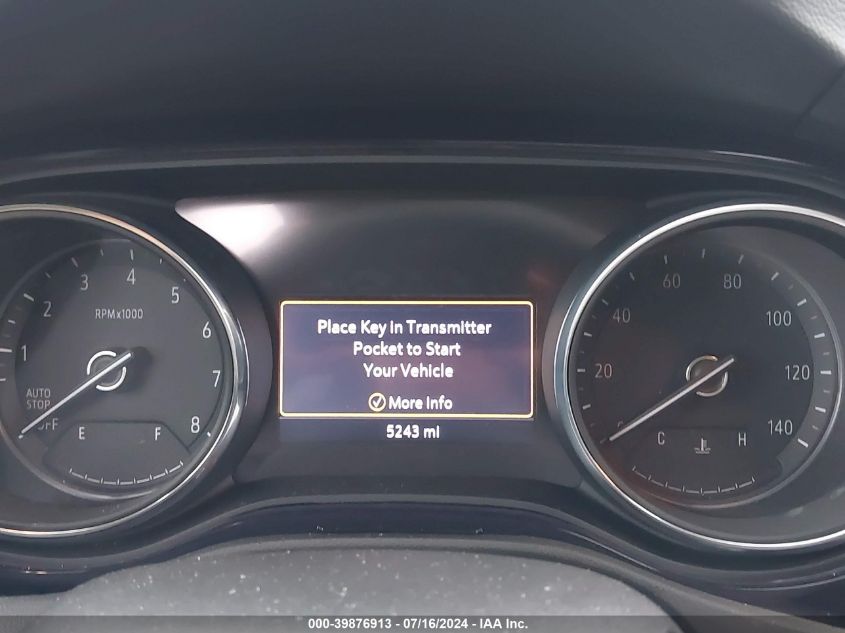 1
2
3
4
5
6
7
8
RPMx1000
AUTO
STOP
OFF
E F
Place Key in Transmitter
Pocket to Start
Your Vehicle
More Info
5243 mi
0
20
40
60
80
100
120
140
C H
000-39876913 - 07/16/2024 - IAA Inc.